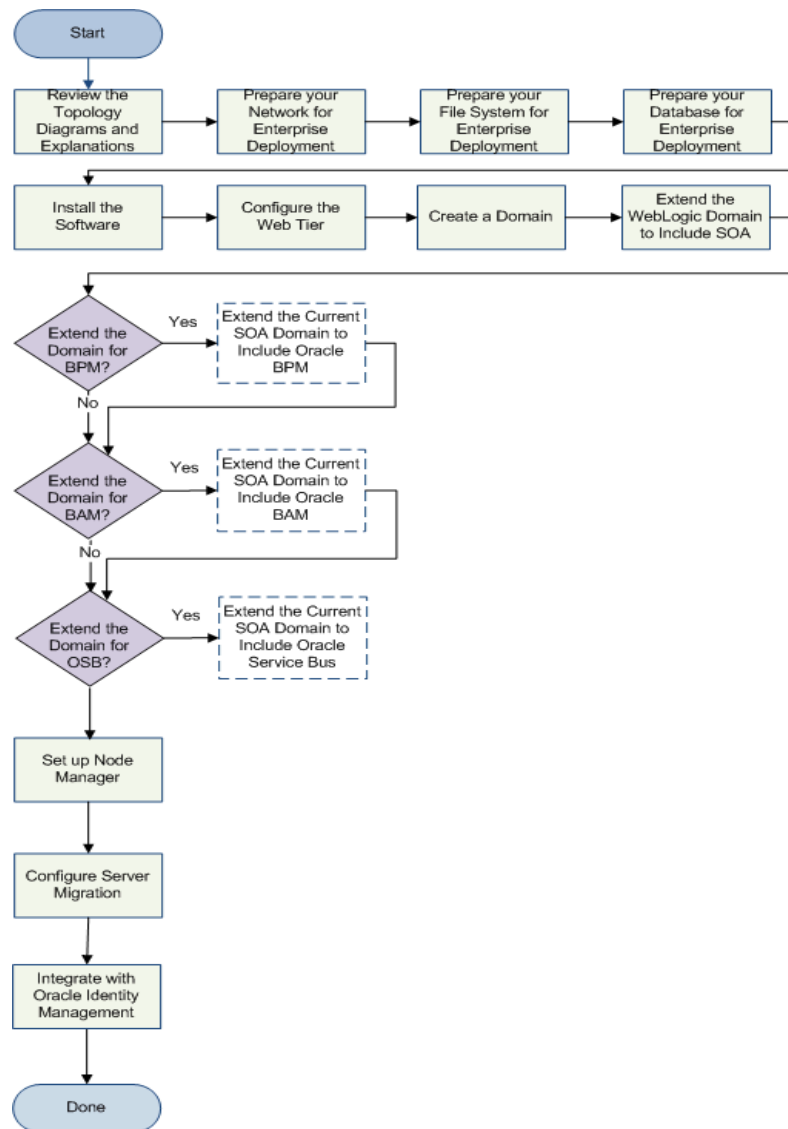 Start
Review the
Topology
Diagrams and
Explanations
Prepare your
Network for
Enterprise
Deployment
Prepare your
File System for
Enterprise
Deployment
Prepare your
Database for
Enterprise
Deployment
Install the
Software
Configure the
Web Tier
Create a Domain
Extend the
WebLogic Domain
to Include SOA
Extend the
Domain for
BPM?
Yes
Extend the Current
SOA Domain to
Include Oracle
BPM
No
Extend the
Domain for
BAM?
Yes
Extend the Current
SOA Domain to
Include Oracle
BAM
No
Extend the
Domain for
OSB?
Yes
Extend the Current
SOA Domain to
Include Oracle
Service Bus
Set up Node
Manager
Configure Server
Migration
Integrate with
Oracle Identity
Management
Done